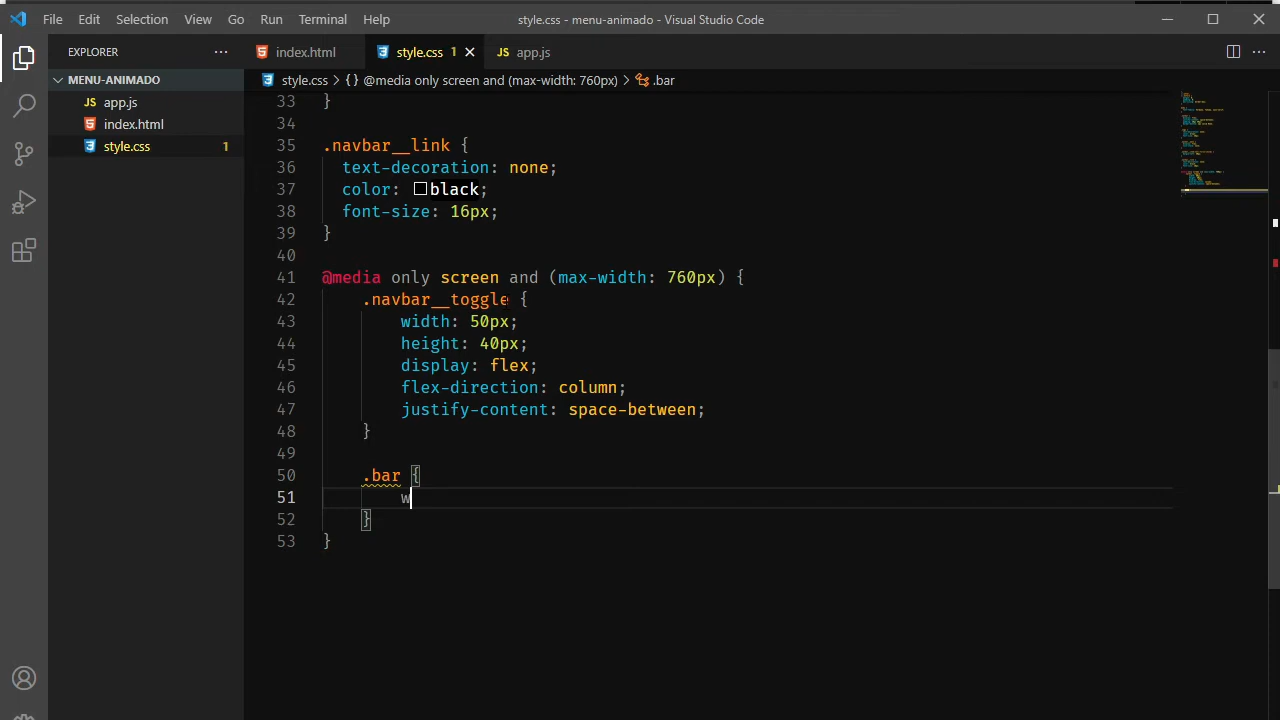 File Edit Selection View Go Run Terminal Help
style.css - menu-animado - Visual Studio Code
EXPLORER
index.html
style.css 1
app.js
MENU-ANIMADO
app.js
index.html
style.css 1
style.css > {} @media only screen and (max-width: 760px) > .bar
33 }
34
35 .navbar__link {
36 text-decoration: none;
37 color: black;
38 font-size: 16px;
39 }
40
41 @media only screen and (max-width: 760px) {
42 .navbar__toggle {
43 width: 50px;
44 height: 40px;
45 display: flex;
46 flex-direction: column;
47 justify-content: space-between;
48 }
49
50 .bar {
51 w
52 }
53 }